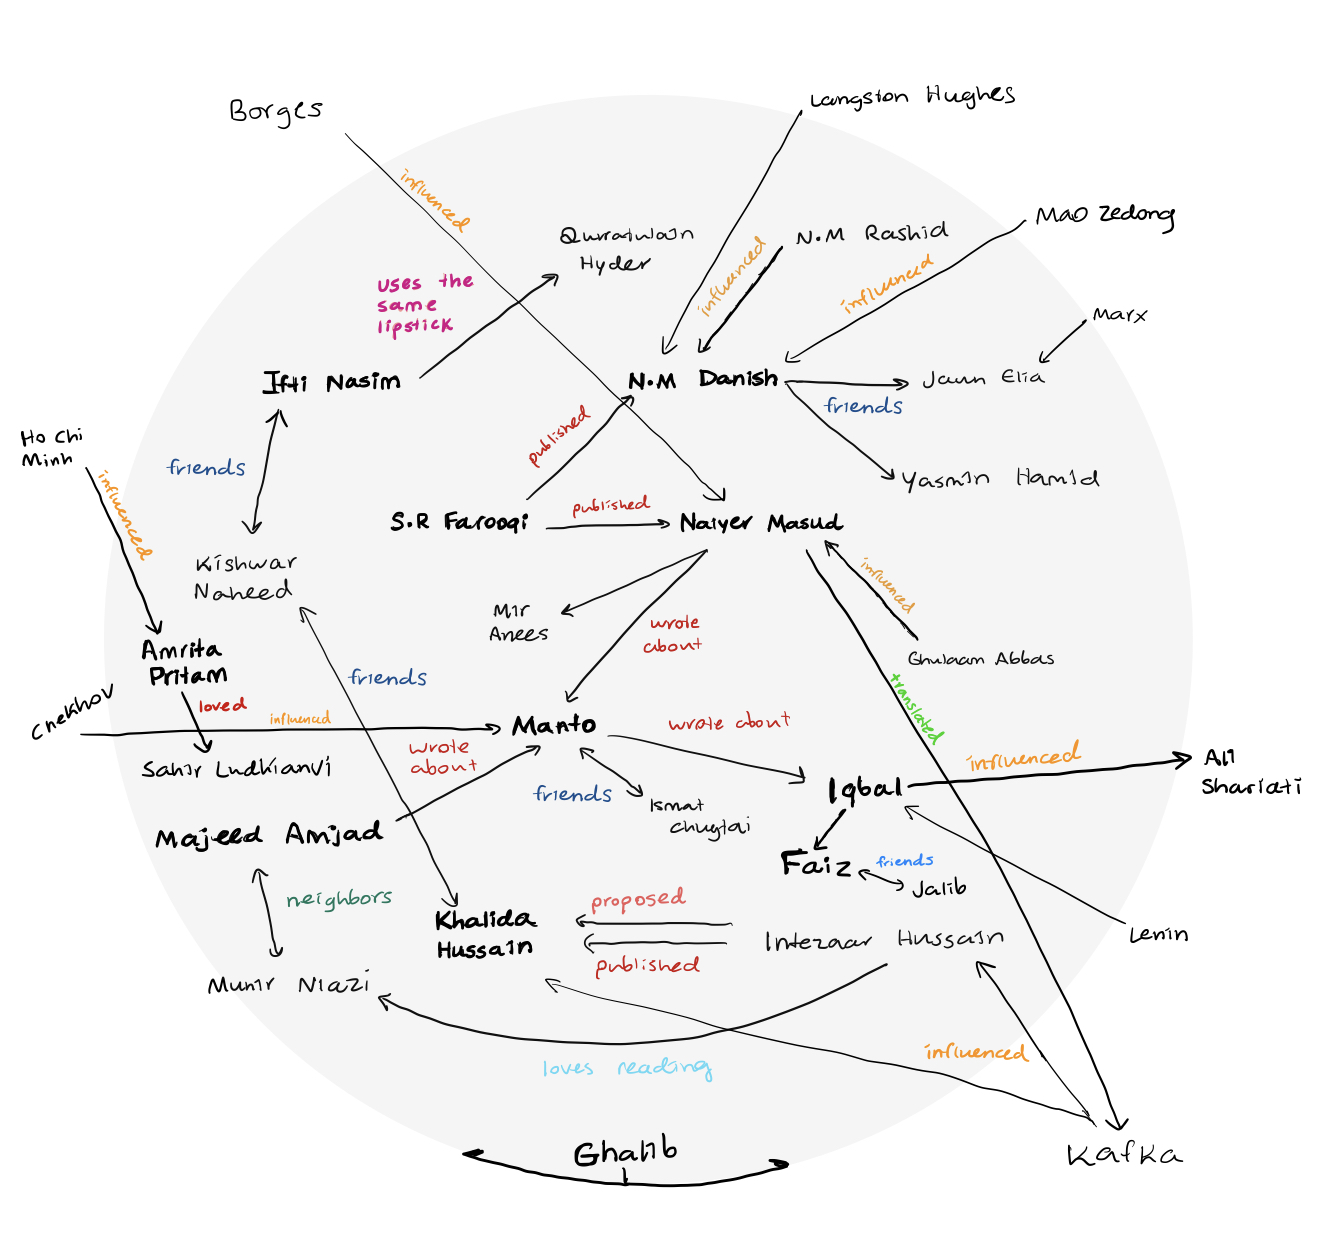 Langston Hughes
Borges
influenced
Mao Zedong
Qurratulain
Hyder
N.M Rashid
influenced
influenced
uses the
same
lipstick
Marx
Ifti Nasim
N.M Danish
Jaun Elia
friends
published
Ho Chi
Minh
influenced
friends
Yasmin Hamid
S.R Farooqi
published
Naiyer Masud
Kishwar
Naheed
influenced
Mir
Anees
wrote
about
Amrita
Pritam
Ghulaam Abbas
friends
translated
loved
Chekhov
influenced
Manto
wrote about
wrote
about
Sahir Ludhianvi
influenced
Ali
Shariati
friends
Ismat
chugtai
Iqbal
Majeed Amjad
Faiz
friends
Jalib
neighbors
proposed
Khalida
Hussain
Intezaar Hussain
Lenin
published
Munir Niazi
influenced
loves reading
Ghalib
Kafka